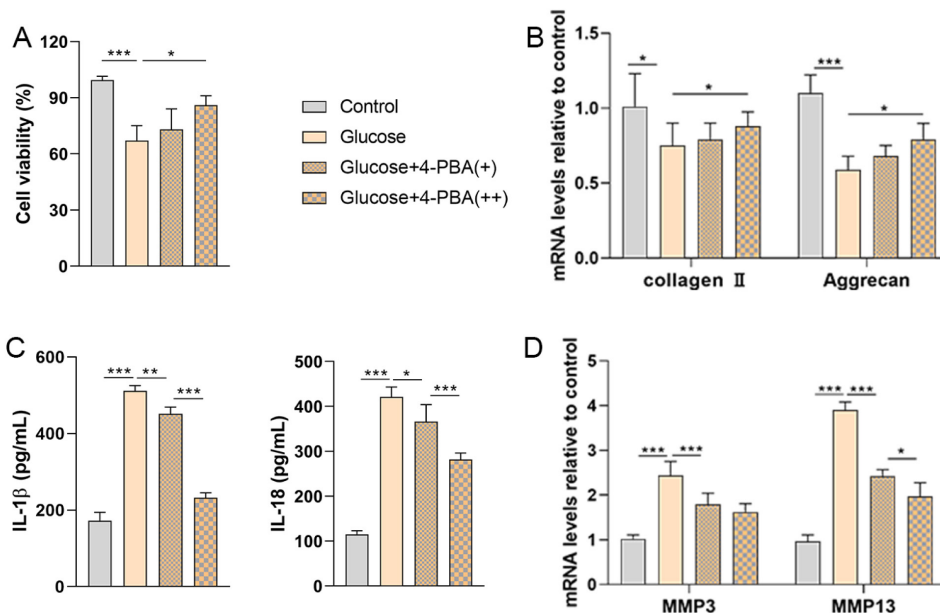 A
Cell viability (%)
120
90
60
30
0
***
*
Control
Glucose
Glucose+4-PBA(+)
Glucose+4-PBA(++)
B
mRNA levels relative to control
1.5
1.0
0.5
0.0
*
*
***
*
collagen Ⅱ
Aggrecan
C
IL-1β (pg/mL)
600
400
200
0
***
**
***
IL-18 (pg/mL)
500
400
300
200
100
0
***
*
***
D
mRNA levels relative to control
5
4
3
2
1
0
***
***
***
***
*
MMP3
MMP13